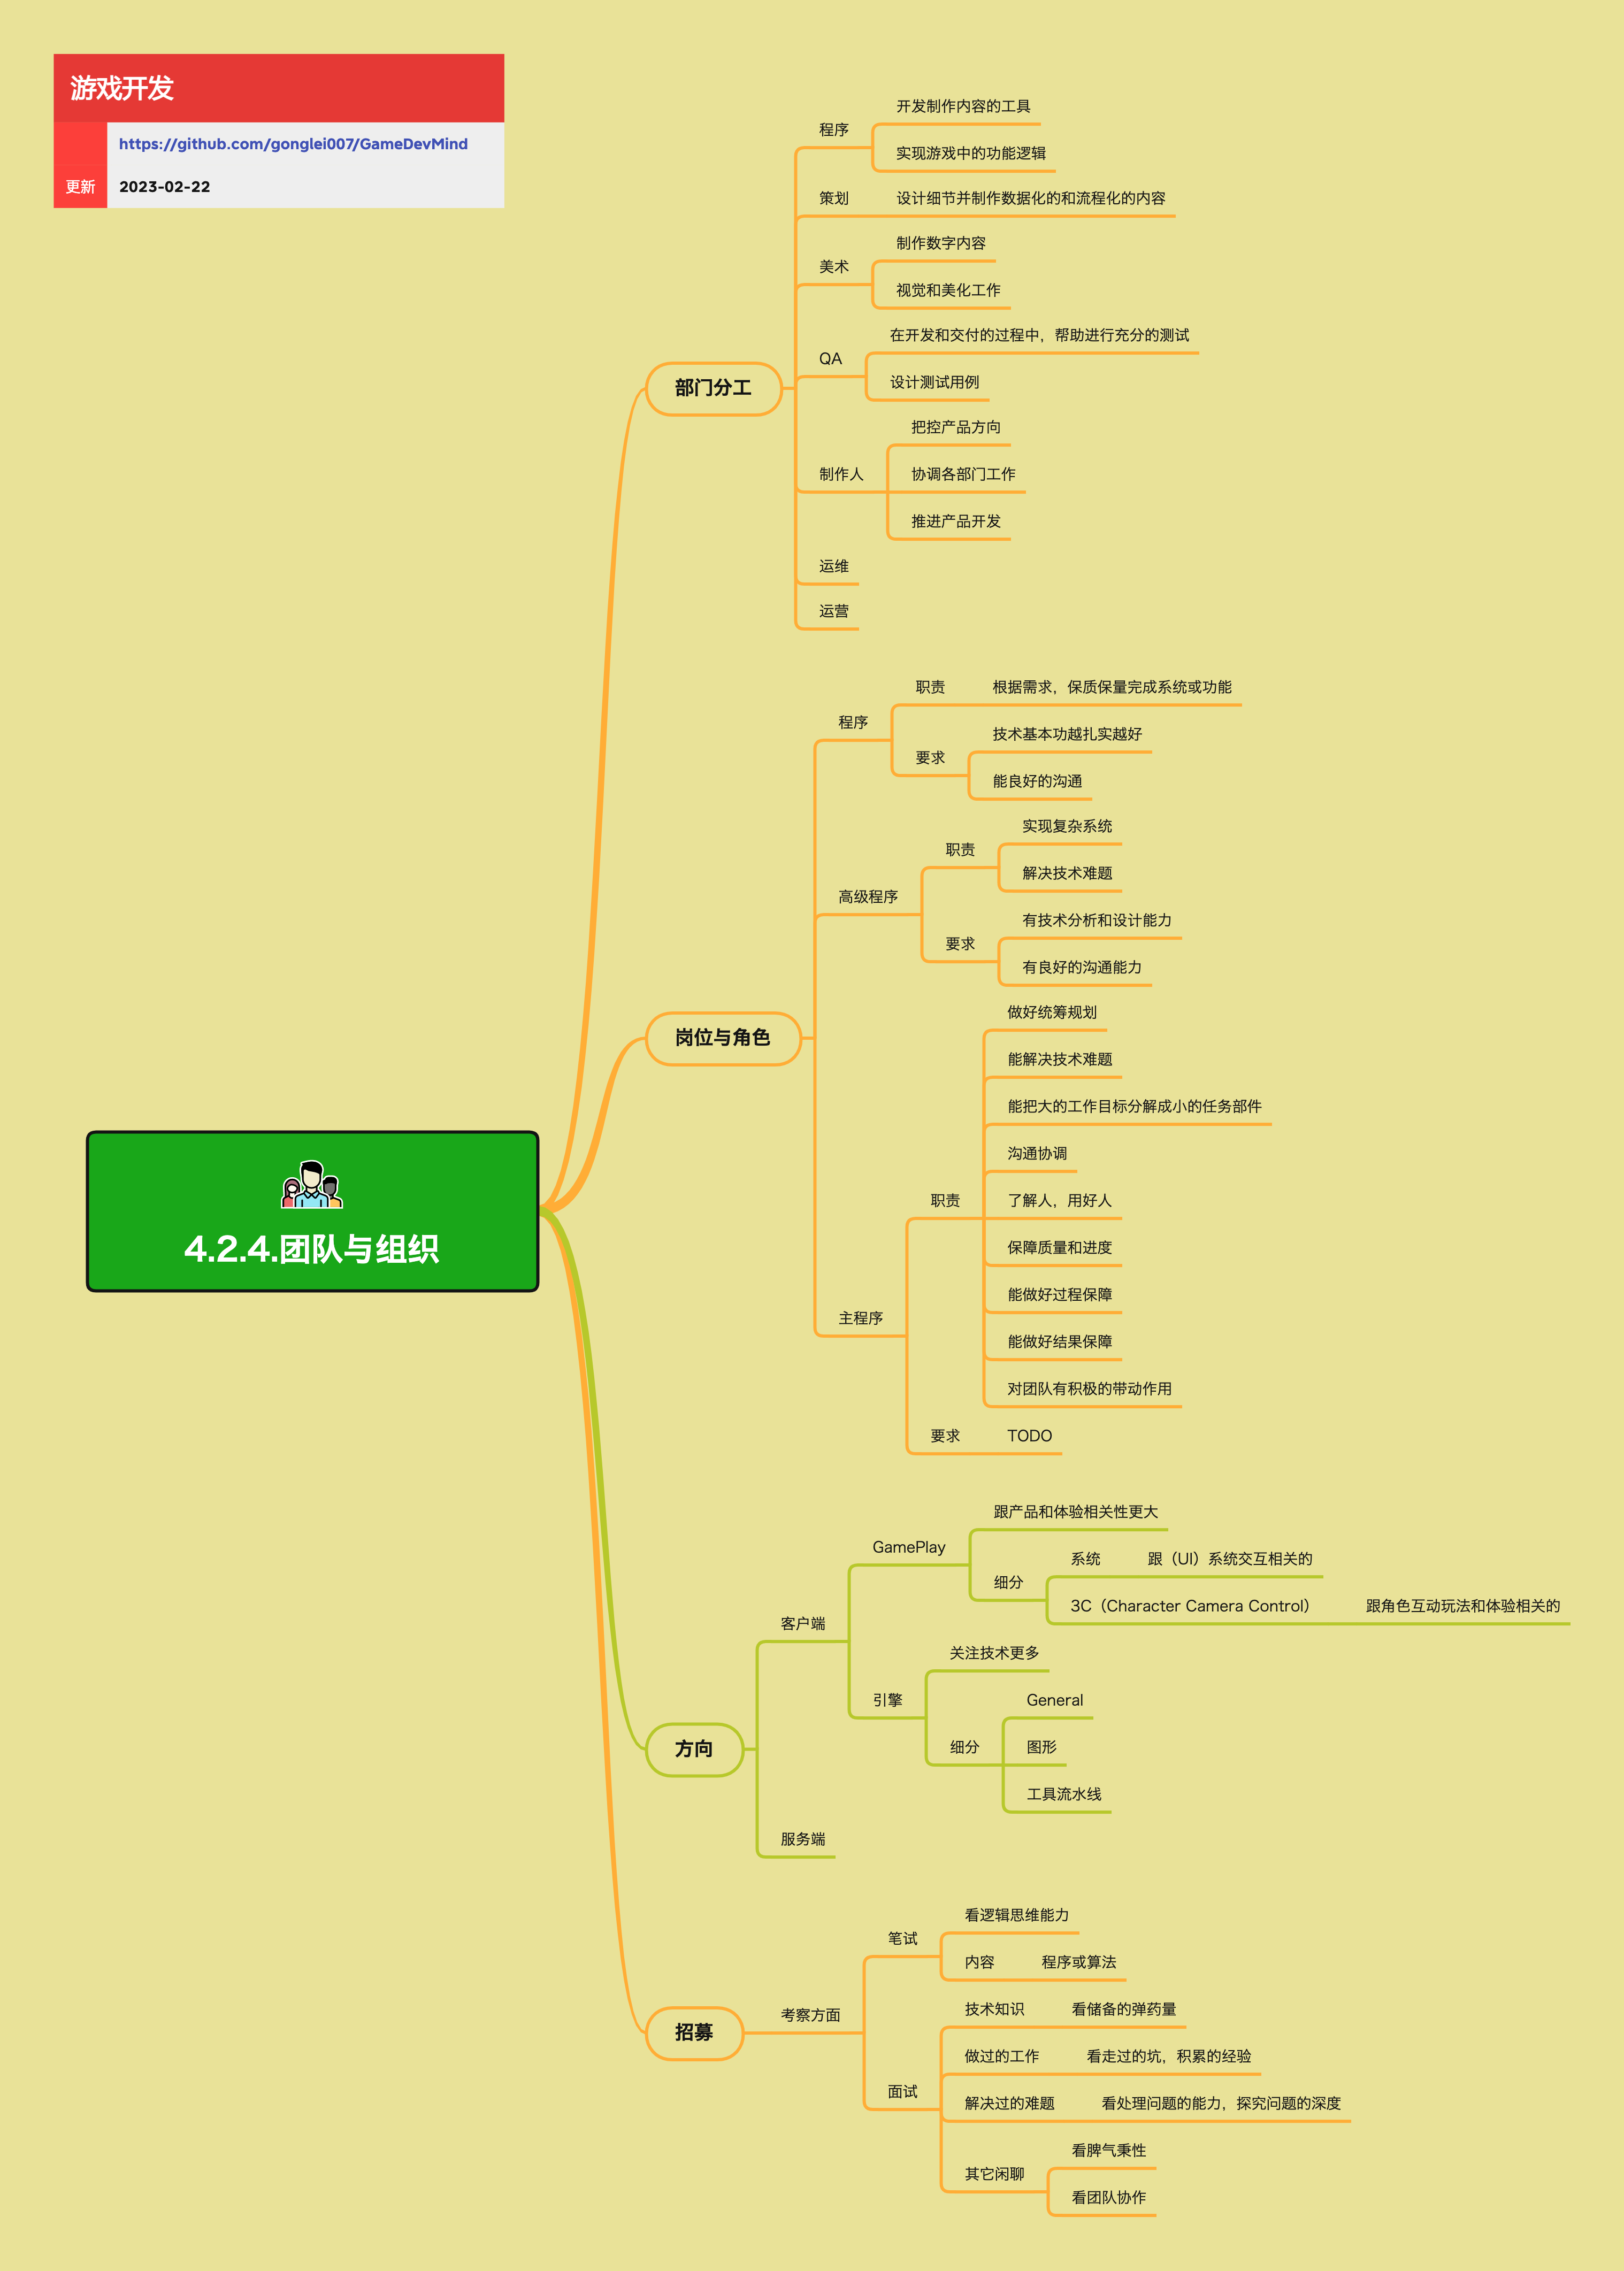 游戏开发
https://github.com/gonglei007/GameDevMind
更新 2023-02-22
4.2.4.团队与组织
部门分工
程序
开发制作内容的工具
实现游戏中的功能逻辑
策划
设计细节并制作数据化的和流程化的内容
美术
制作数字内容
视觉和美化工作
QA
在开发和交付的过程中，帮助进行充分的测试
设计测试用例
制作人
把控产品方向
协调各部门工作
推进产品开发
运维
运营
岗位与角色
程序
职责
根据需求，保质保量完成系统或功能
要求
技术基本功越扎实越好
能良好的沟通
高级程序
职责
实现复杂系统
解决技术难题
要求
有技术分析和设计能力
有良好的沟通能力
主程序
职责
做好统筹规划
能解决技术难题
能把大的工作目标分解成小的任务部件
沟通协调
了解人，用好人
保障质量和进度
能做好过程保障
能做好结果保障
对团队有积极的带动作用
要求
TODO
方向
客户端
GamePlay
跟产品和体验相关性更大
细分
系统
跟（UI）系统交互相关的
3C（Character Camera Control）
跟角色互动玩法和体验相关的
引擎
关注技术更多
细分
General
图形
工具流水线
服务端
招募
考察方面
笔试
看逻辑思维能力
内容
程序或算法
面试
技术知识
看储备的弹药量
做过的工作
看走过的坑，积累的经验
解决过的难题
看处理问题的能力，探究问题的深度
其它闲聊
看脾气秉性
看团队协作